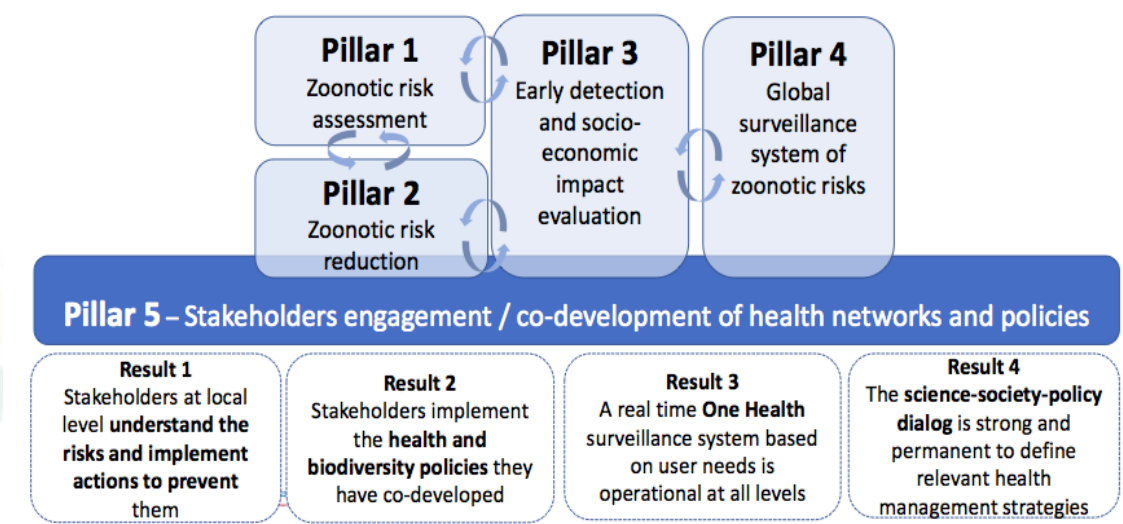 Pillar 1
Zoonotic risk
assessment
Pillar 2
Zoonotic risk
reduction
Pillar 3
Early detection
and socio-
economic
impact
evaluation
Pillar 4
Global
surveillance
system of
zoonotic risks
Pillar 5 – Stakeholders engagement / co-development of health networks and policies
Result 1
Stakeholders at local
level understand the
risks and implement
actions to prevent
them
Result 2
Stakeholders implement
the health and
biodiversity policies they
have co-developed
Result 3
A real time One Health
surveillance system based
on user needs is
operational at all levels
Result 4
The science-society-policy
dialog is strong and
permanent to define
relevant health
management strategies